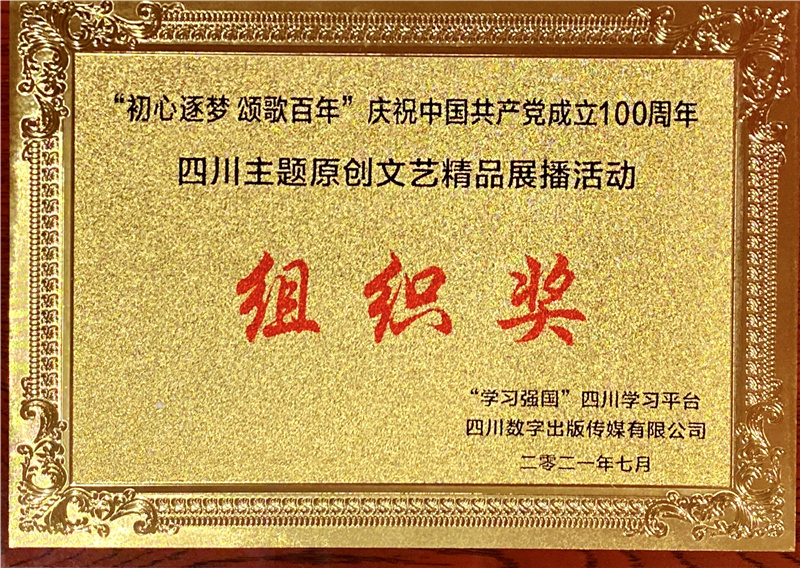 “初心逐梦 颂歌百年”庆祝中国共产党成立100周年
四川主题原创文艺精品展播活动
组织奖
“学习强国”四川学习平台
四川数字出版传媒有限公司
二零二一年七月